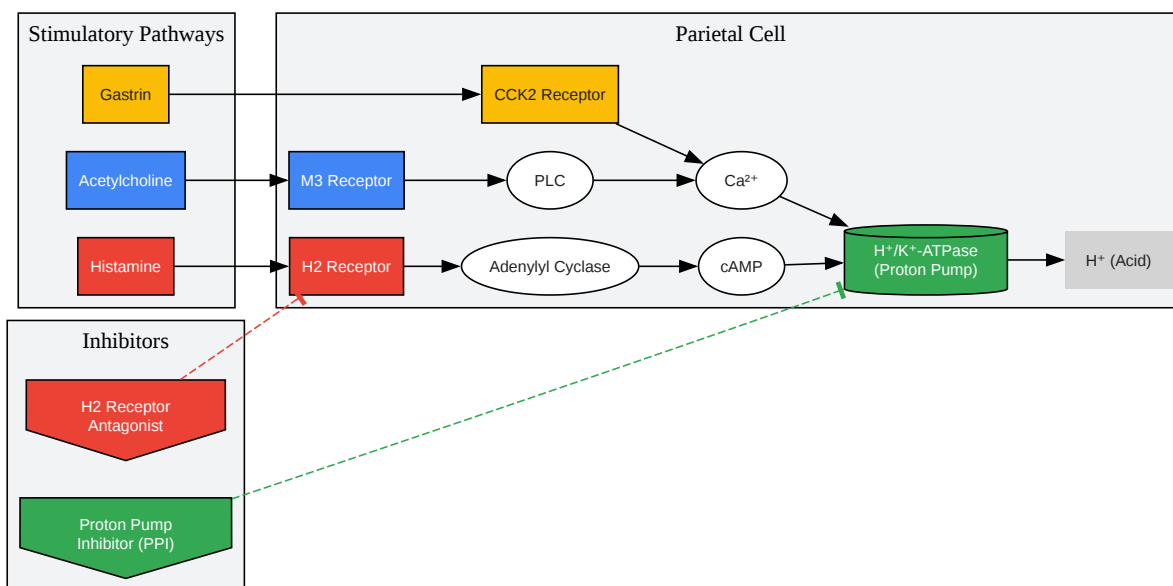 Stimulatory Pathways
Parietal Cell
Gastrin
CCK2 Receptor
Acetylcholine
M3 Receptor
PLC
Ca²⁺
Histamine
H2 Receptor
Adenylyl Cyclase
cAMP
H⁺/K⁺-ATPase
(Proton Pump)
H⁺ (Acid)
Inhibitors
H2 Receptor
Antagonist
Proton Pump
Inhibitor (PPI)